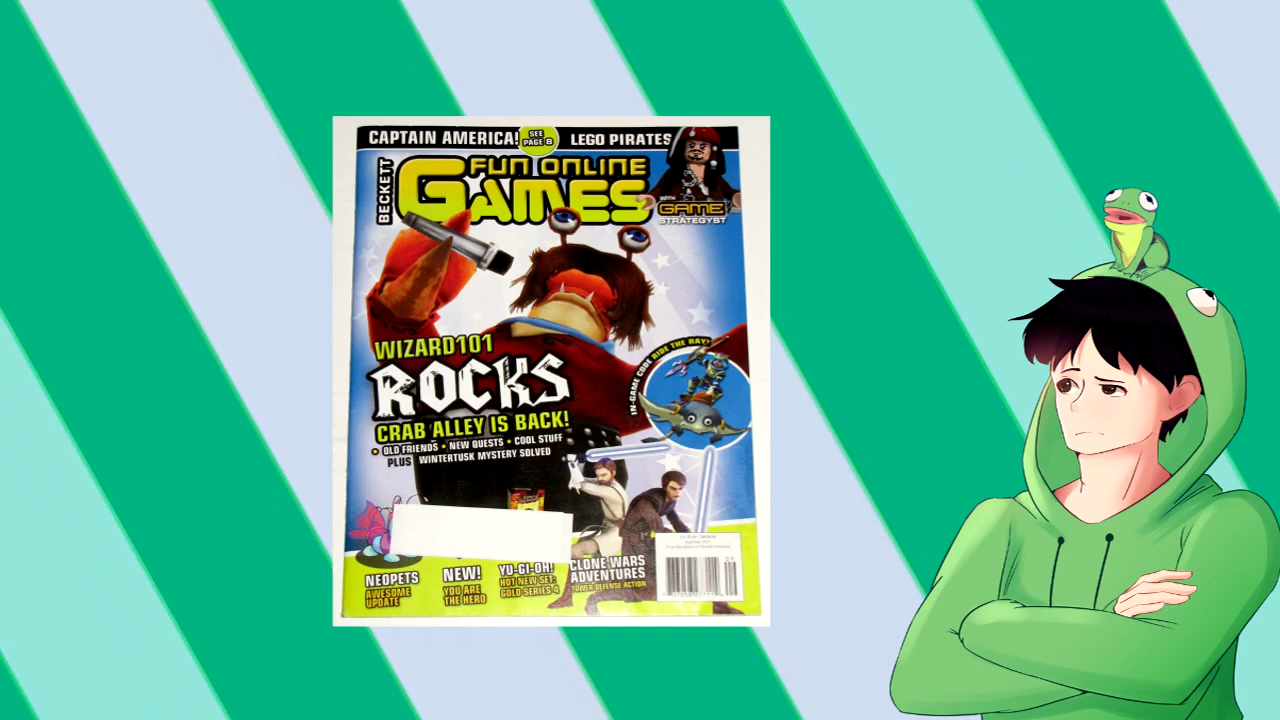 CAPTAIN AMERICA!
SEE
PAGE 8
LEGO PIRATES
BECKETT
FUN ONLINE
GAMES
WITH
GAME
STRATEGYST
WIZARD101
ROCKS
CRAB ALLEY IS BACK!
• OLD FRIENDS • NEW QUESTS • COOL STUFF
PLUS WINTERTUSK MYSTERY SOLVED
IN-GAME CODE RIDE THE RAY!
NEOPETS
AWESOME
UPDATE
NEW!
YOU ARE
THE HERO
YU-GI-OH!
HOT NEW SET:
GOLD SERIES 4
CLONE WARS
ADVENTURES
TOWER DEFENSE ACTION